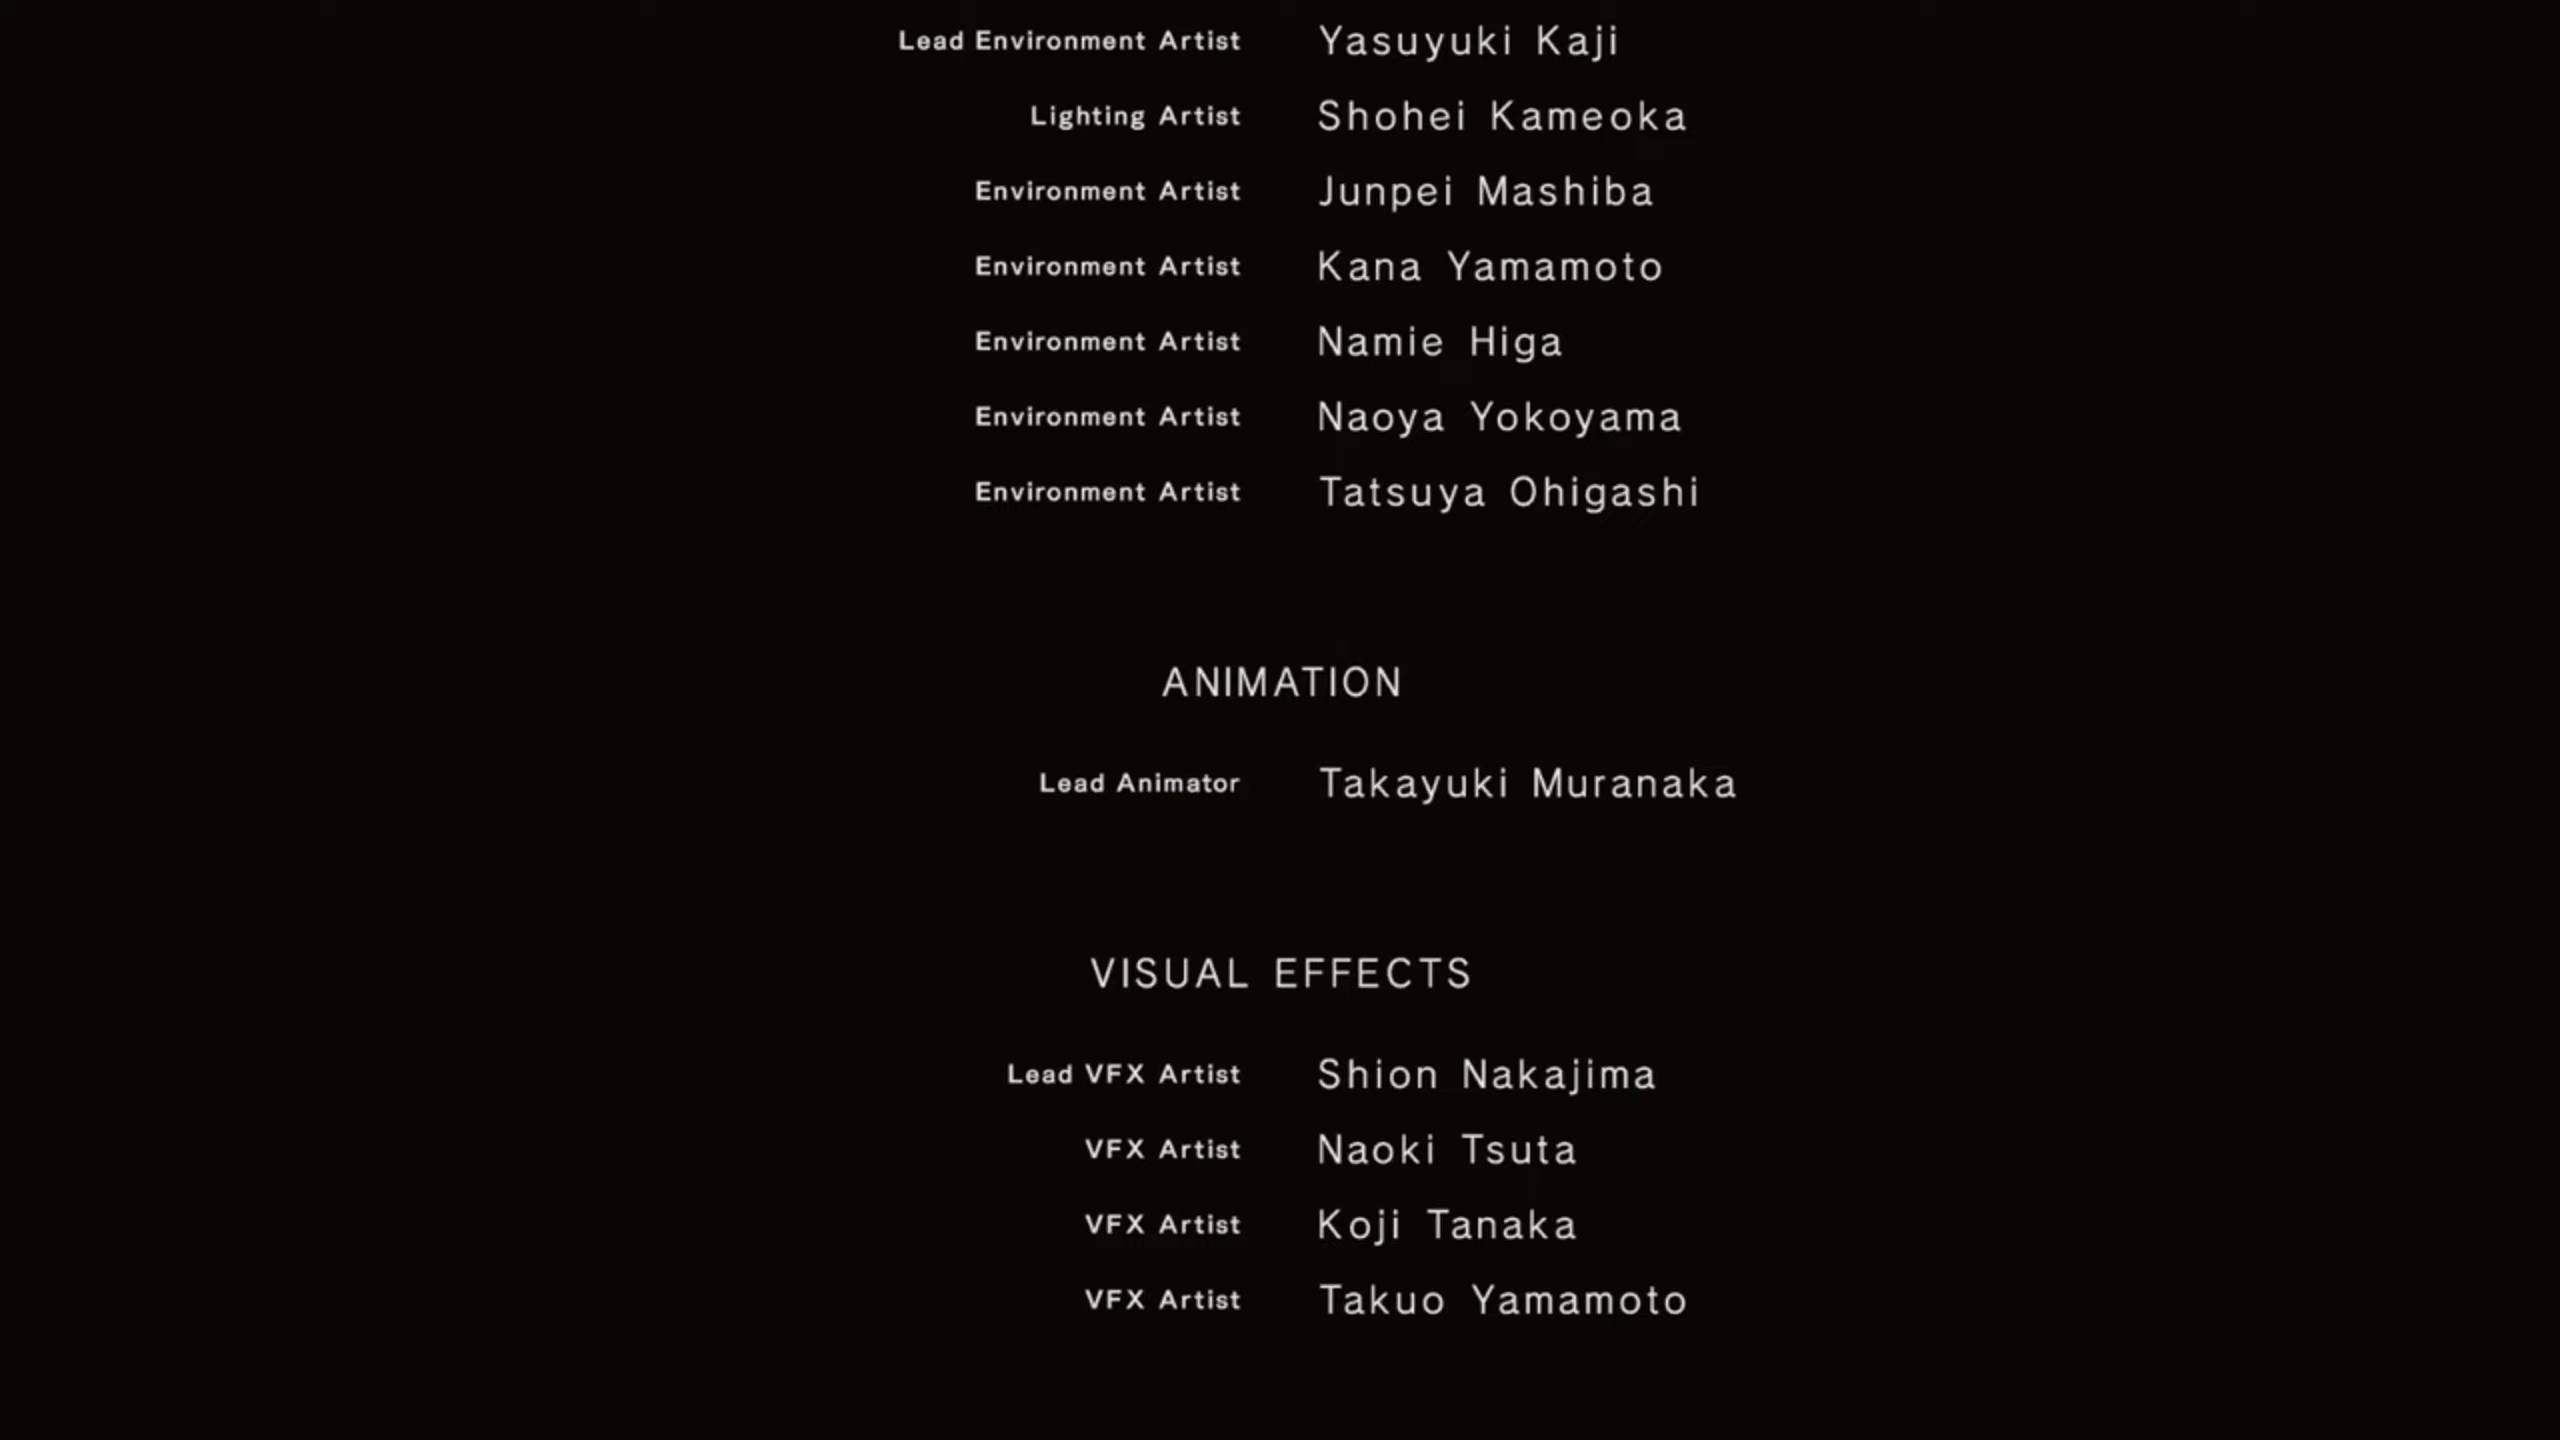 Lead Environment Artist Yasuyuki Kaji
Lighting Artist Shohei Kameoka
Environment Artist Junpei Mashiba
Environment Artist Kana Yamamoto
Environment Artist Namie Higa
Environment Artist Naoya Yokoyama
Environment Artist Tatsuya Ohigashi
ANIMATION
Lead Animator Takayuki Muranaka
VISUAL EFFECTS
Lead VFX Artist Shion Nakajima
VFX Artist Naoki Tsuta
VFX Artist Koji Tanaka
VFX Artist Takuo Yamamoto